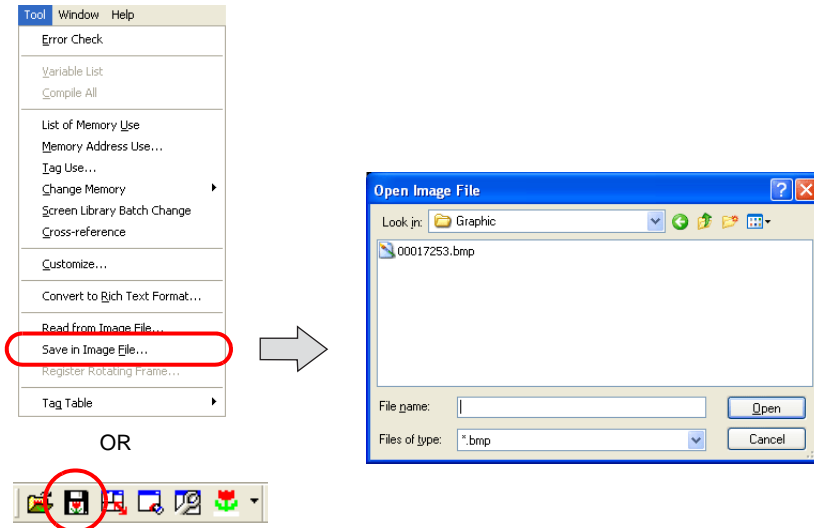 Tool Window Help
Error Check
Variable List
Compile All
List of Memory Use
Memory Address Use...
Tag Use...
Change Memory
Screen Library Batch Change
Cross-reference
Customize...
Convert to Rich Text Format...
Read from Image File...
Save in Image File...
Register Rotating Frame...
Tag Table
OR
Open Image File
Look in: Graphic
00017253.bmp
File name:
Open
Files of type: *.bmp
Cancel